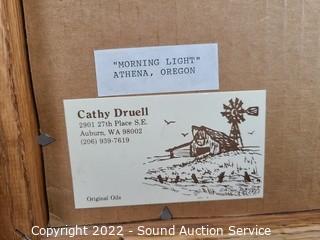 "MORNING LIGHT"
ATHENA, OREGON
Cathy Druell
2901 27th Place S.E.
Auburn, WA 98002
(206) 939-7619
Original Oils
Copyright 2022 - Sound Auction Service